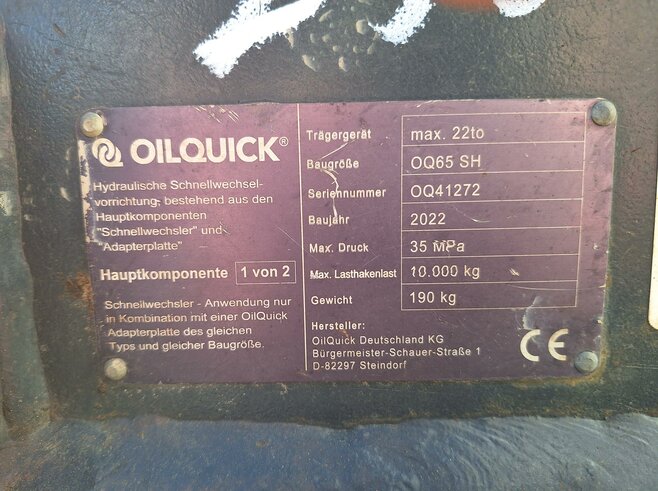 OILQUICK®
Hydraulische Schnellwechsel-
vorrichtung, bestehend aus den
Hauptkomponenten
"Schnellwechsler" und
"Adapterplatte"
Hauptkomponente 1 von 2
Schnellwechsler - Anwendung nur
in Kombination mit einer OilQuick
Adapterplatte des gleichen
Typs und gleicher Baugröße.
Trägergerät max. 22to
Baugröße OQ65 SH
Seriennummer OQ41272
Baujahr 2022
Max. Druck 35 MPa
Max. Lasthakenlast 10.000 kg
Gewicht 190 kg
Hersteller:
OilQuick Deutschland KG
Bürgermeister-Schauer-Straße 1
D-82297 Steindorf
CE